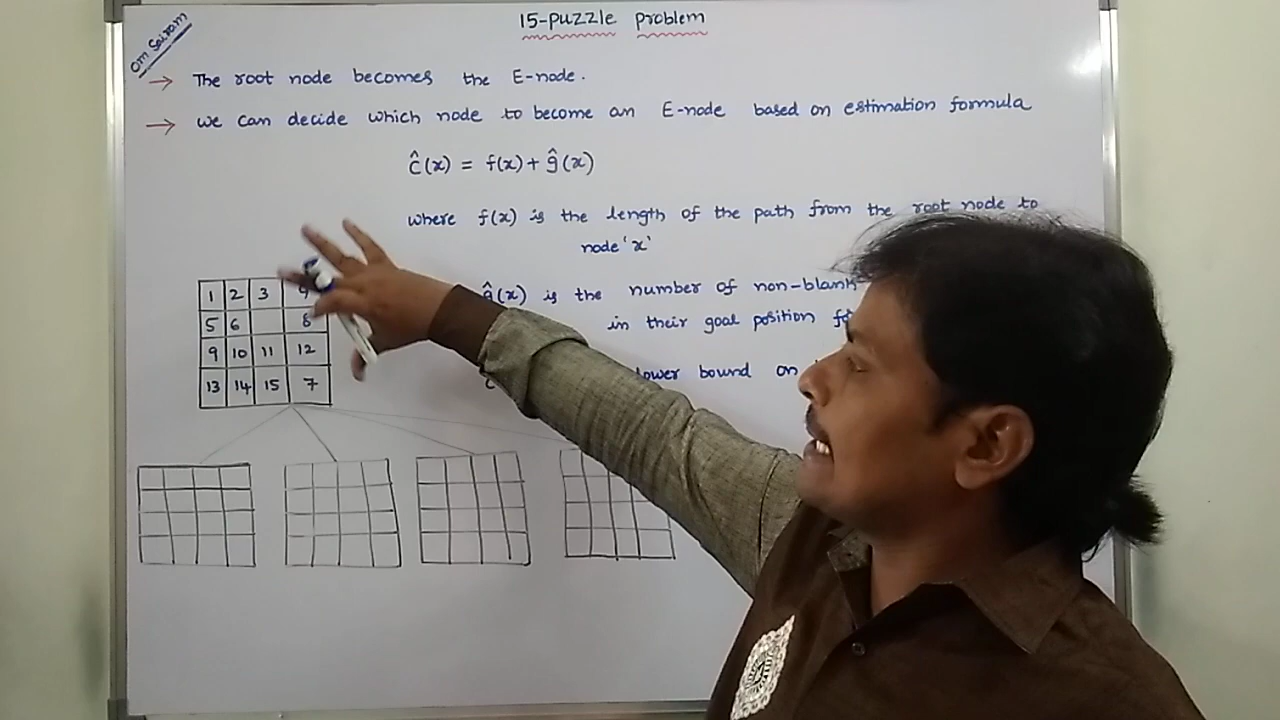 15-puzzle problem
Om Sairam
→ The root node becomes the E-node.
→ we can decide which node to become an E-node based on estimation formula
ĉ(x) = f(x) + ĝ(x)
where f(x) is the length of the path from the root node to
node 'x'
ĝ(x) is the number of non-blank
in their goal position
lower bound on
1 2 3 4
5 6 8
9 10 11 12
13 14 15 7